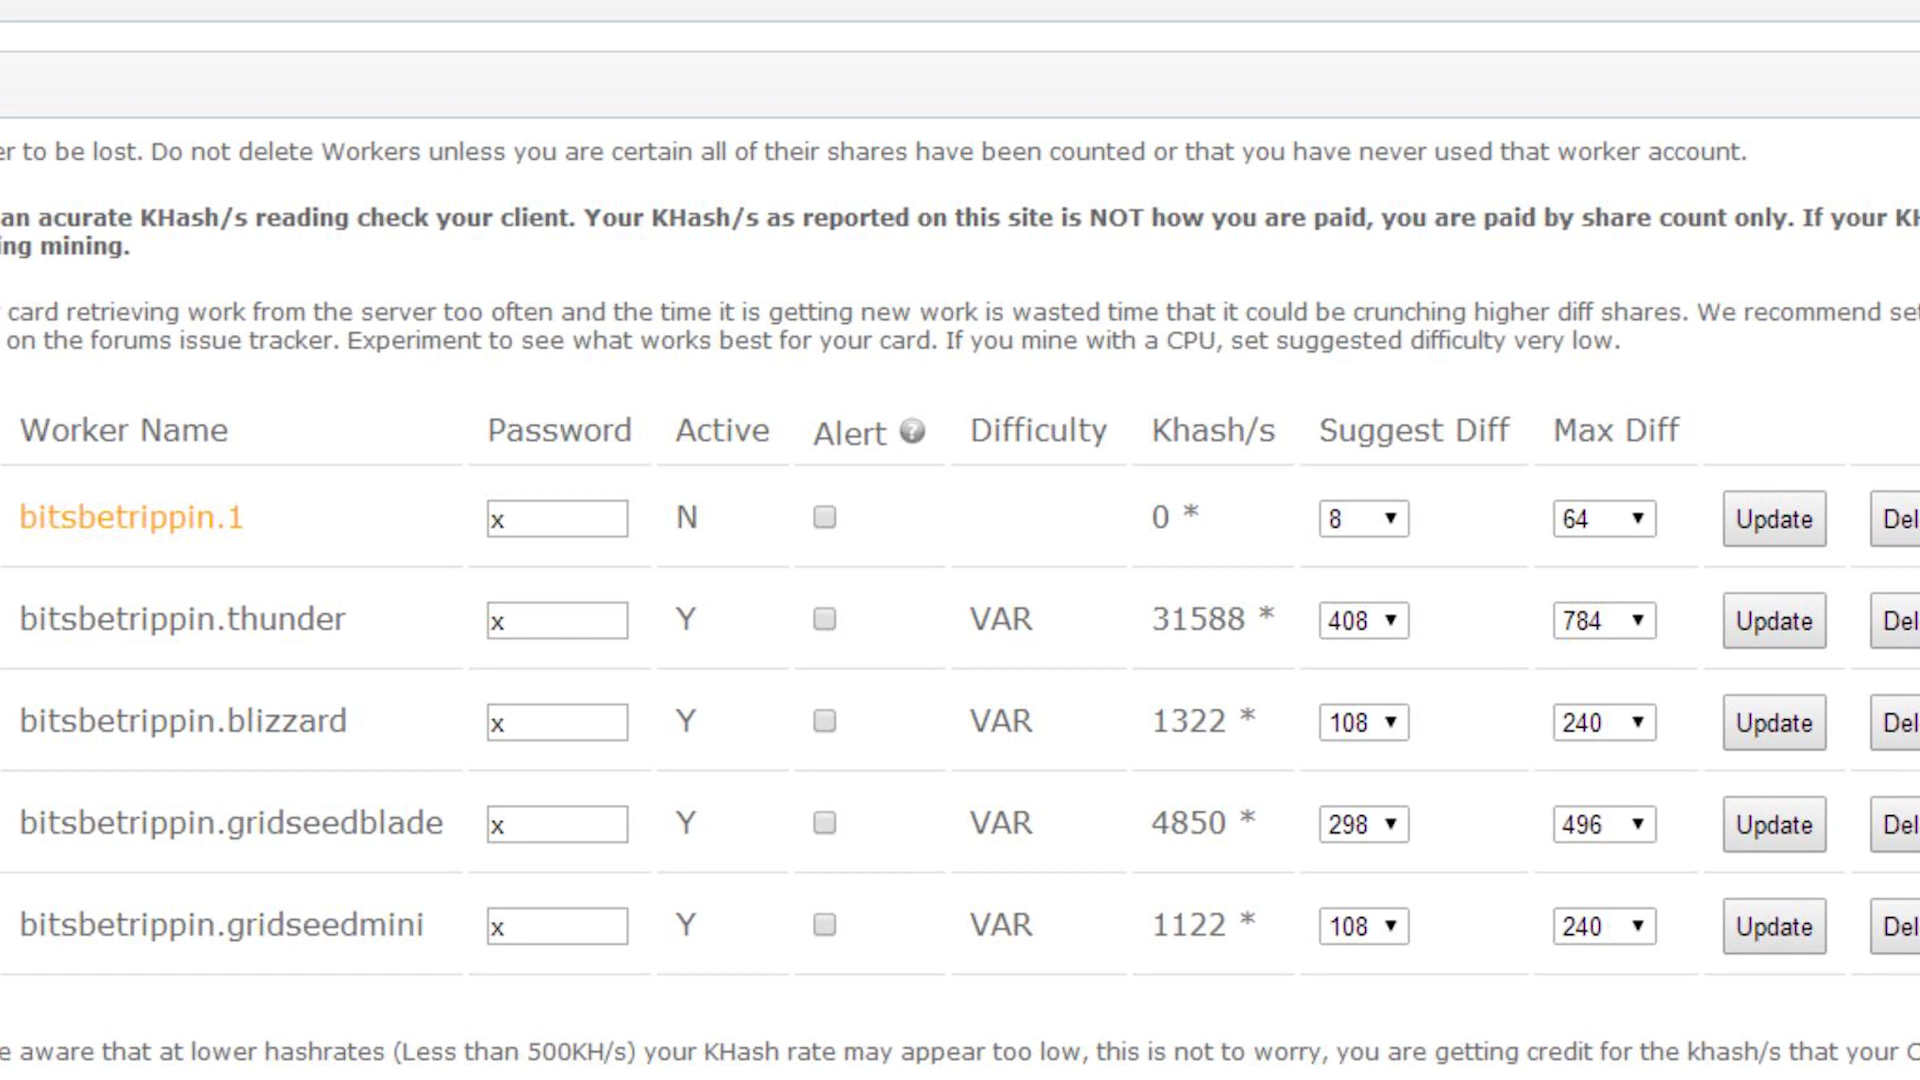 er to be lost. Do not delete Workers unless you are certain all of their shares have been counted or that you have never used that worker account.
an acurate KHash/s reading check your client. Your KHash/s as reported on this site is NOT how you are paid, you are paid by share count only. If your KH
ing mining.
card retrieving work from the server too often and the time it is getting new work is wasted time that it could be crunching higher diff shares. We recommend set
on the forums issue tracker. Experiment to see what works best for your card. If you mine with a CPU, set suggested difficulty very low.
Worker Name Password Active Alert ? Difficulty Khash/s Suggest Diff Max Diff
bitsbetrippin.1 x N 0 * 8 64 Update Del
bitsbetrippin.thunder x Y VAR 31588 * 408 784 Update Del
bitsbetrippin.blizzard x Y VAR 1322 * 108 240 Update Del
bitsbetrippin.gridseedblade x Y VAR 4850 * 298 496 Update Del
bitsbetrippin.gridseedmini x Y VAR 1122 * 108 240 Update Del
e aware that at lower hashrates (Less than 500KH/s) your KHash rate may appear too low, this is not to worry, you are getting credit for the khash/s that your